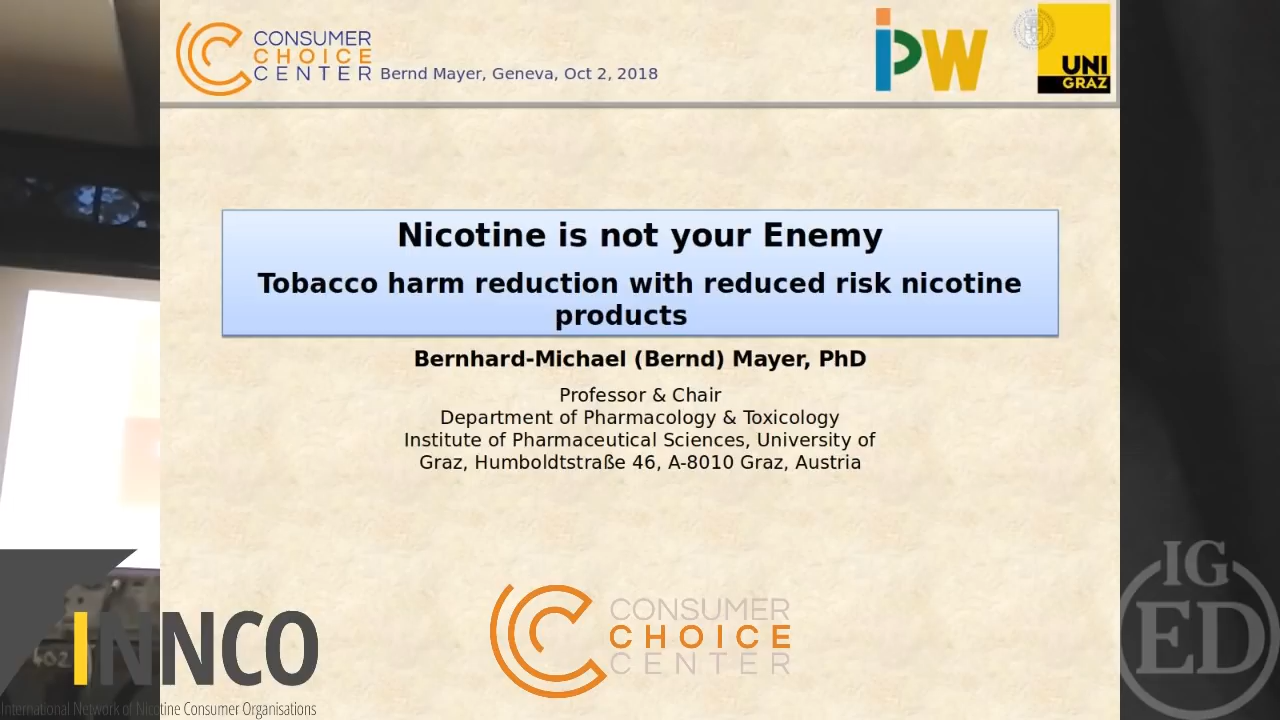 CONSUMER
CHOICE
CENTER
Bernd Mayer, Geneva, Oct 2, 2018
iPW
UNI
GRAZ
Nicotine is not your Enemy
Tobacco harm reduction with reduced risk nicotine
products
Bernhard-Michael (Bernd) Mayer, PhD
Professor & Chair
Department of Pharmacology & Toxicology
Institute of Pharmaceutical Sciences, University of
Graz, Humboldtstraße 46, A-8010 Graz, Austria
CONSUMER
CHOICE
CENTER
INNCO
International Network of Nicotine Consumer Organisations
IG
ED